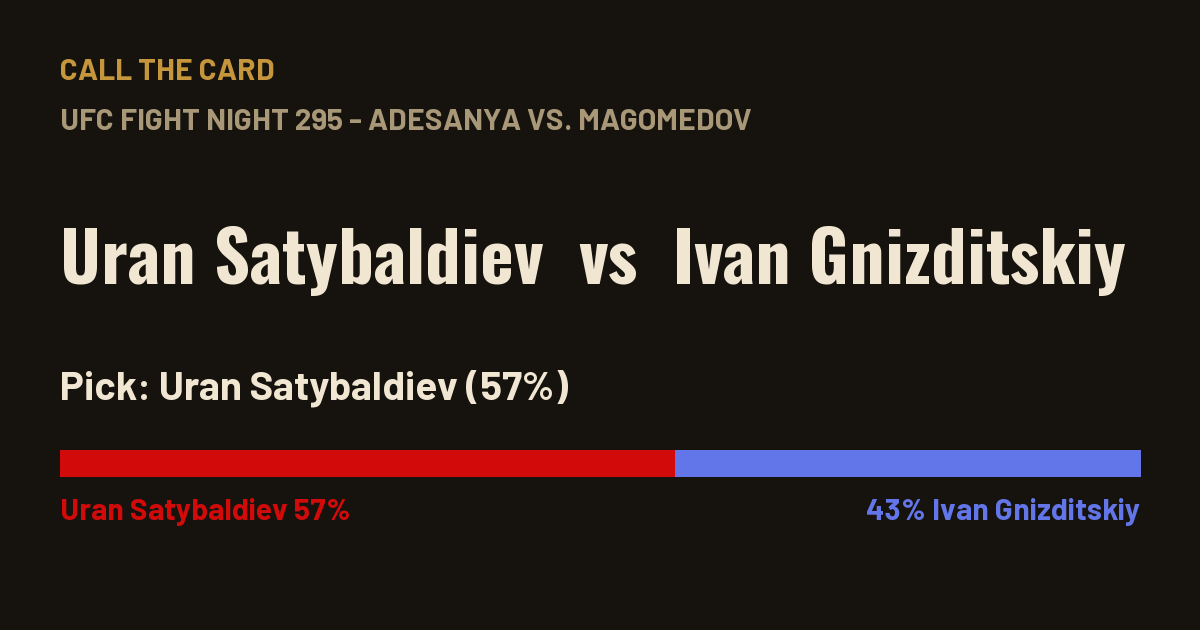 CALL THE CARD
UFC FIGHT NIGHT 295 - ADESANYA VS. MAGOMEDOV
Uran Satybaldiev vs Ivan Gnizditskiy
Pick: Uran Satybaldiev (57%)
Uran Satybaldiev 57%
43% Ivan Gnizditskiy